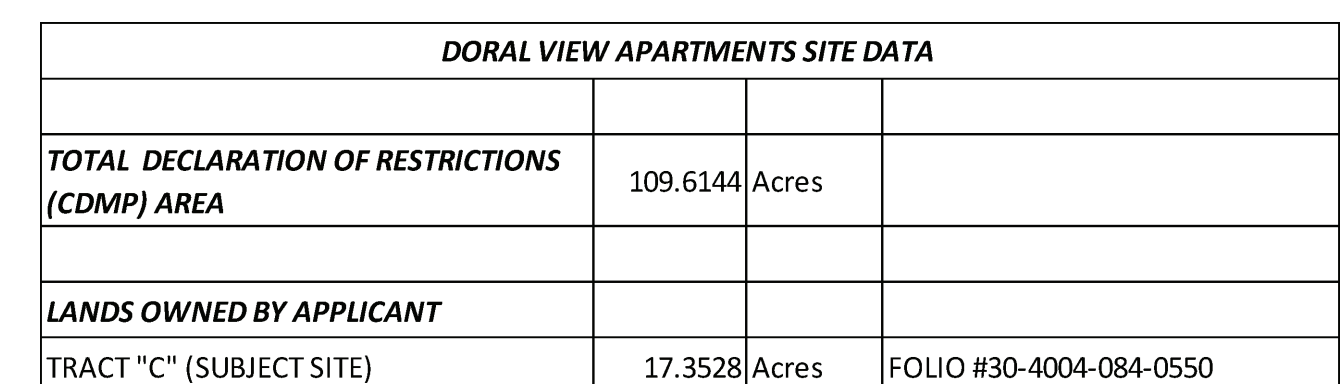 DORAL VIEW APARTMENTS SITE DATA
TOTAL DECLARATION OF RESTRICTIONS
(CDMP) AREA
109.6144 Acres
LANDS OWNED BY APPLICANT
TRACT "C" (SUBJECT SITE) 17.3528 Acres FOLIO #30-4004-084-0550